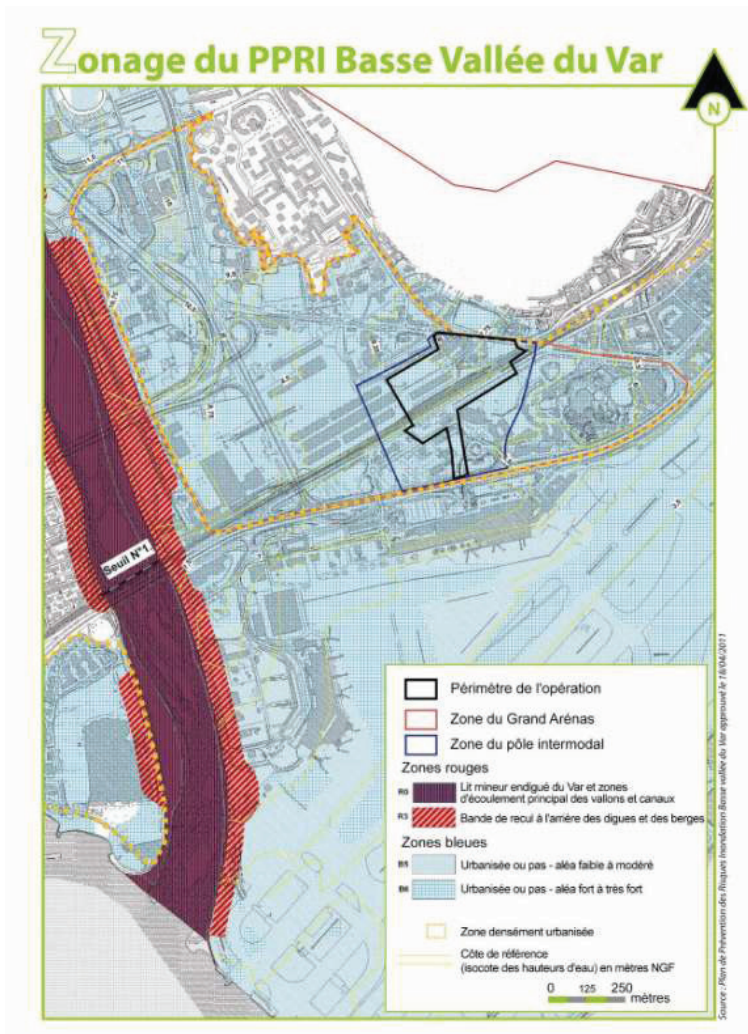 Zonage du PPRI Basse Vallée du Var
N
Seuil N°1
Périmètre de l'opération
Zone du Grand Arénas
Zone du pôle intermodal
Zones rouges
R0 Lit mineur endigué du Var et zones
d'écoulement principal des vallons et canaux
R3 Bande de recul à l'arrière des digues et des berges
Zones bleues
B5 Urbanisée ou pas - aléa faible à modéré
B6 Urbanisée ou pas - aléa fort à très fort
Zone densément urbanisée
Côte de référence
(isocote des hauteurs d'eau) en mètres NGF
0 125 250
mètres
Source : Plan de Prévention des Risques Inondation Basse vallée du Var approuvé le 18/04/2011